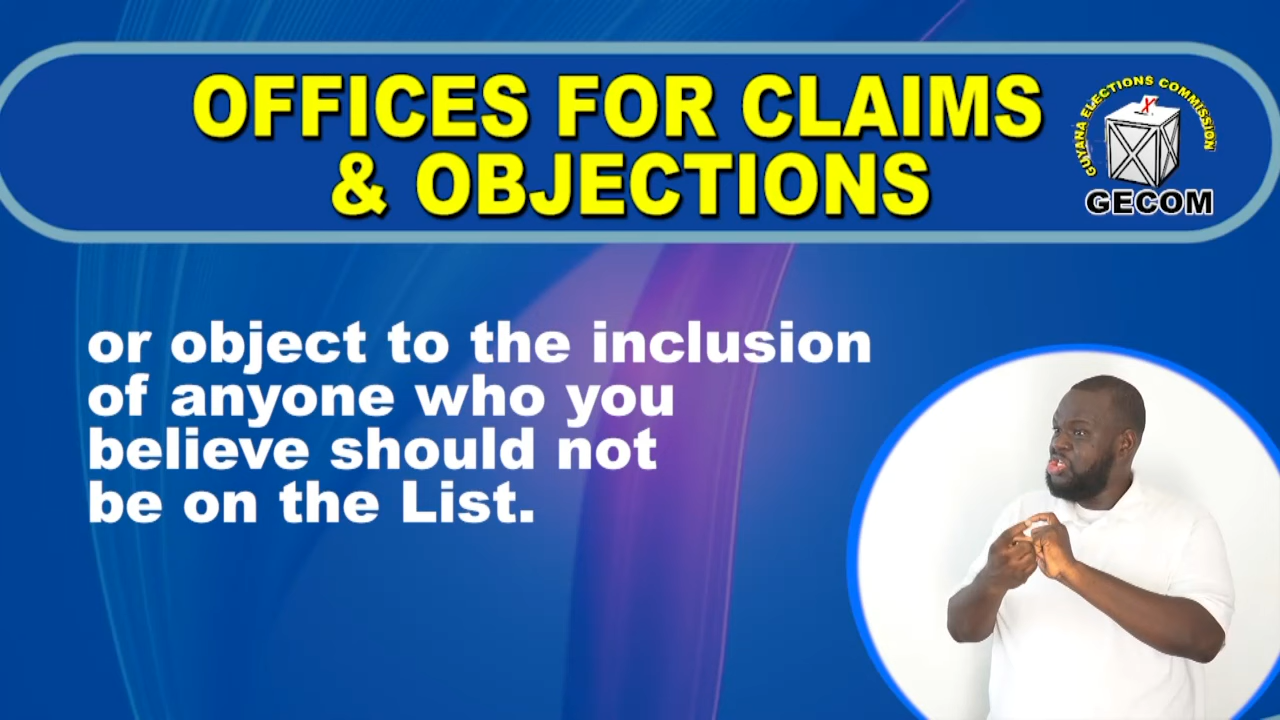 OFFICES FOR CLAIMS
& OBJECTIONS
GUYANA ELECTIONS COMMISSION
GECOM
or object to the inclusion
of anyone who you
believe should not
be on the List.